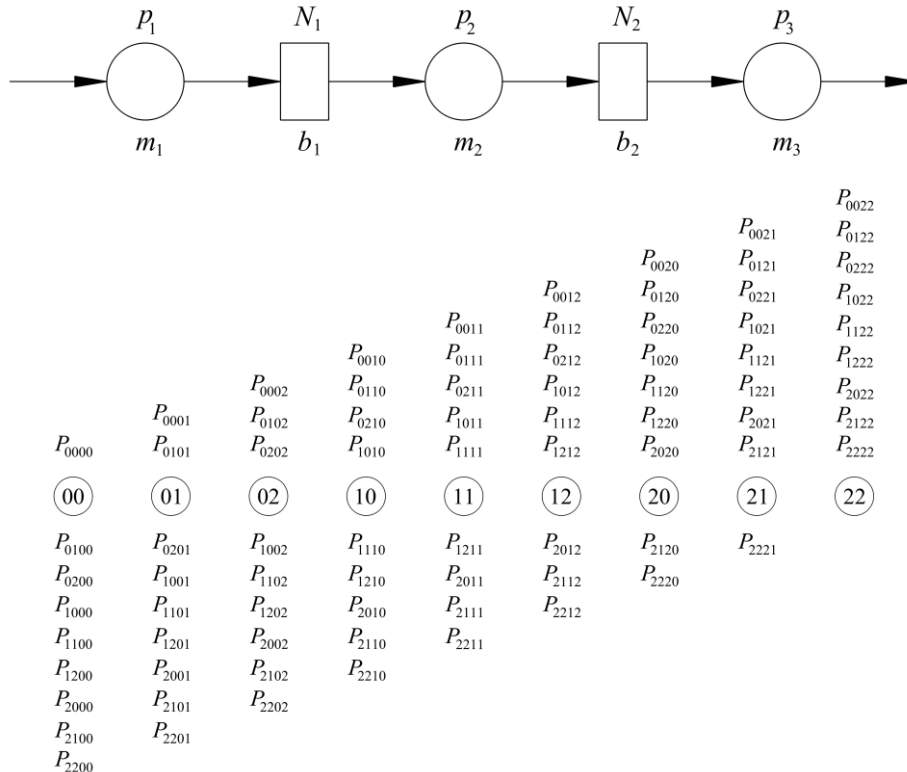 p₁ N₁ p₂ N₂ p₃
m₁ b₁ m₂ b₂ m₃
P₀₀₂₂
P₀₀₂₁ P₀₁₂₂
P₀₀₂₀ P₀₁₂₁ P₀₂₂₂
P₀₀₁₂ P₀₁₂₀ P₀₂₂₁ P₁₀₂₂
P₀₀₁₁ P₀₁₁₂ P₀₂₂₀ P₁₀₂₁ P₁₁₂₂
P₀₀₁₀ P₀₁₁₁ P₀₂₁₂ P₁₀₂₀ P₁₁₂₁ P₁₂₂₂
P₀₀₀₂ P₀₁₁₀ P₀₂₁₁ P₁₀₁₂ P₁₁₂₀ P₁₂₂₁ P₂₀₂₂
P₀₀₀₁ P₀₁₀₂ P₀₂₁₀ P₁₀₁₁ P₁₁₁₂ P₁₂₂₀ P₂₀₂₁ P₂₁₂₂
P₀₀₀₀ P₀₁₀₁ P₀₂₀₂ P₁₀₁₀ P₁₁₁₁ P₁₂₁₂ P₂₀₂₀ P₂₁₂₁ P₂₂₂₂
00 01 02 10 11 12 20 21 22
P₀₁₀₀ P₀₂₀₁ P₁₀₀₂ P₁₁₁₀ P₁₂₁₁ P₂₀₁₂ P₂₁₂₀ P₂₂₂₁
P₀₂₀₀ P₁₀₀₁ P₁₁₀₂ P₁₂₁₀ P₂₀₁₁ P₂₁₁₂ P₂₂₂₀
P₁₀₀₀ P₁₁₀₁ P₁₂₀₂ P₂₀₁₀ P₂₁₁₁ P₂₂₁₂
P₁₁₀₀ P₁₂₀₁ P₂₀₀₂ P₂₁₁₀ P₂₂₁₁
P₁₂₀₀ P₂₀₀₁ P₂₁₀₂ P₂₂₁₀
P₂₀₀₀ P₂₁₀₁ P₂₂₀₂
P₂₁₀₀ P₂₂₀₁
P₂₂₀₀